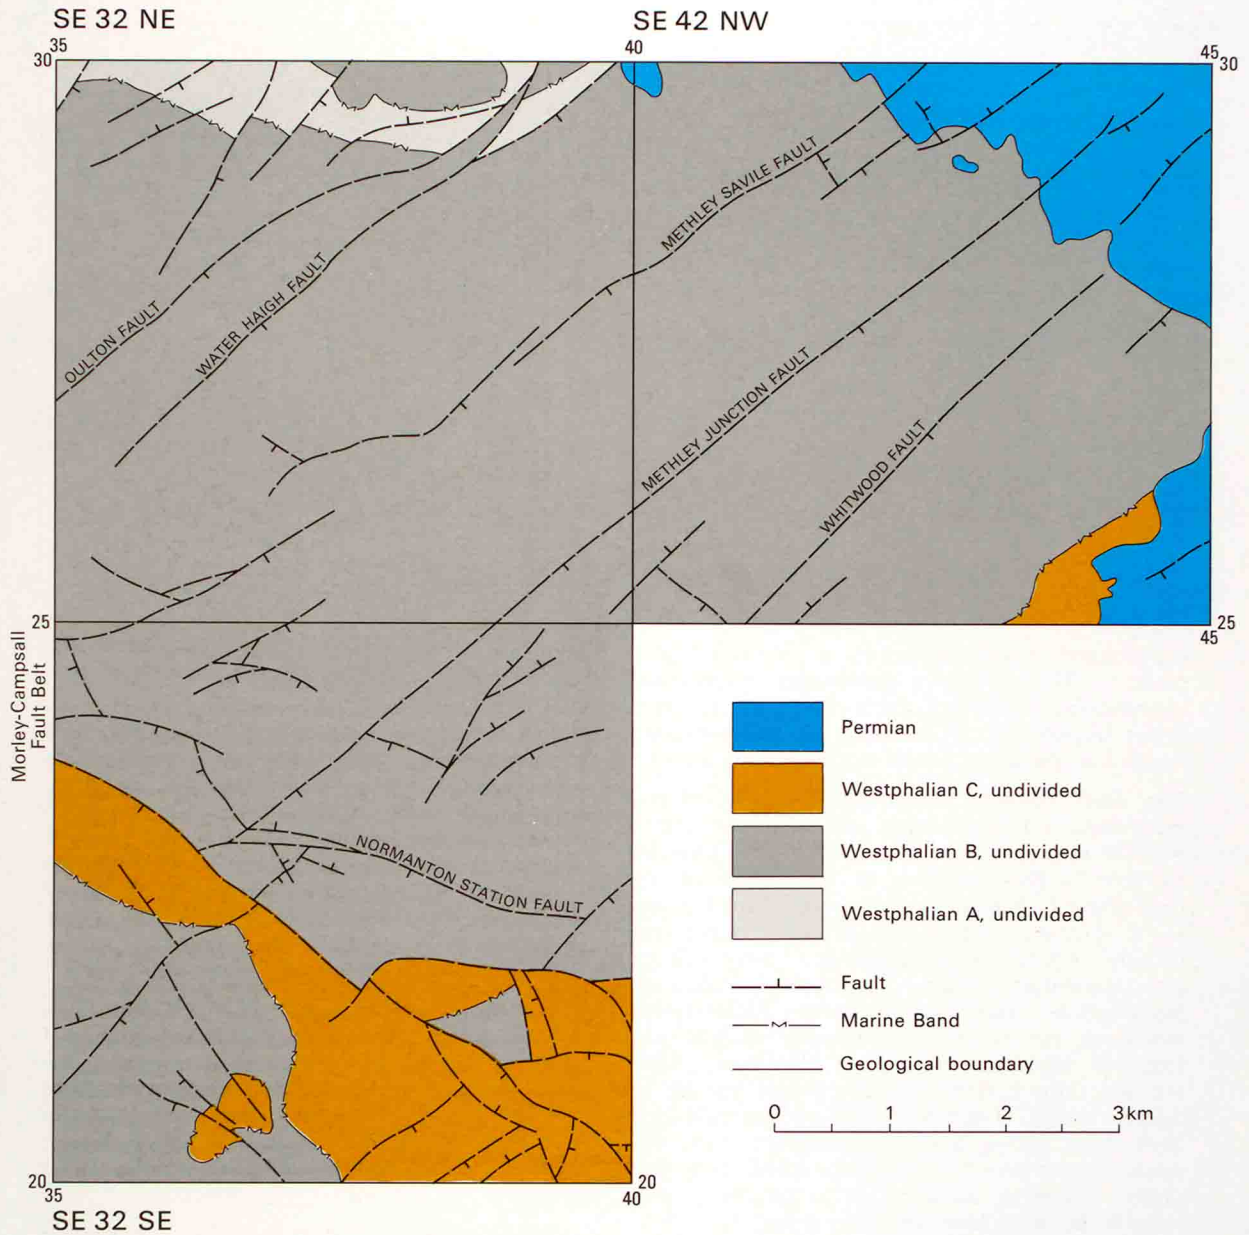 SE 32 NE
SE 42 NW
35
40
45
30
30
METHLEY SAVILE FAULT
OULTON FAULT
WATER HAIGH FAULT
METHLEY JUNCTION FAULT
WHITWOOD FAULT
25
25
45
Morley-Campsall
Fault Belt
NORMANTON STATION FAULT
Permian
Westphalian C, undivided
Westphalian B, undivided
Westphalian A, undivided
Fault
Marine Band
Geological boundary
0 1 2 3 km
20
20
35
40
SE 32 SE